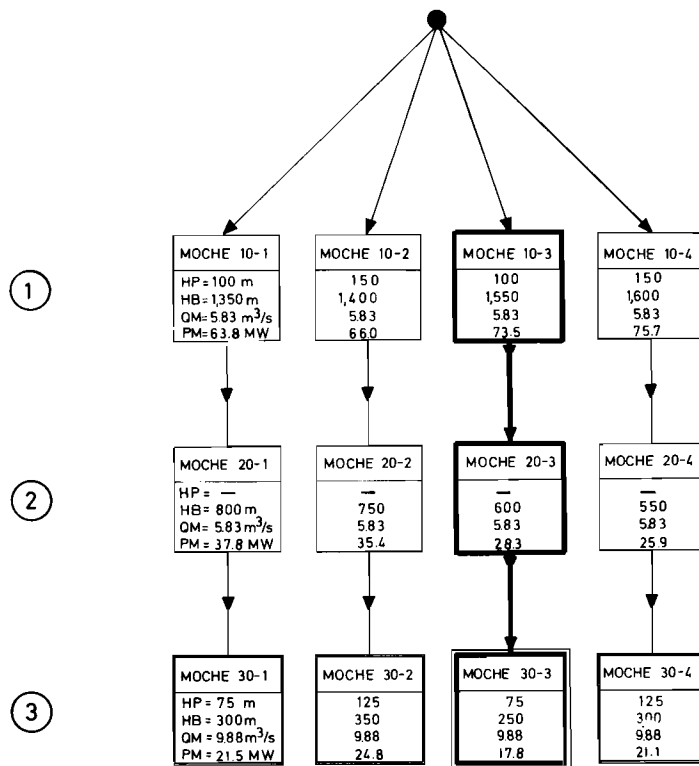 MOCHE 10-1
HP = 100 m
HB = 1,350 m
QM = 5.83 m³/s
PM = 63.8 MW
MOCHE 10-2
150
1,400
5.83
66.0
MOCHE 10-3
100
1,550
5.83
73.5
MOCHE 10-4
150
1,600
5.83
75.7
1
MOCHE 20-1
HP = —
HB = 800 m
QM = 5.83 m³/s
PM = 37.8 MW
MOCHE 20-2
—
750
5.83
35.4
MOCHE 20-3
—
600
5.83
28.3
MOCHE 20-4
—
550
5.83
25.9
2
MOCHE 30-1
HP = 75 m
HB = 300 m
QM = 9.88 m³/s
PM = 21.5 MW
MOCHE 30-2
125
350
9.88
24.8
MOCHE 30-3
75
250
9.88
17.8
MOCHE 30-4
125
300
9.88
21.1
3